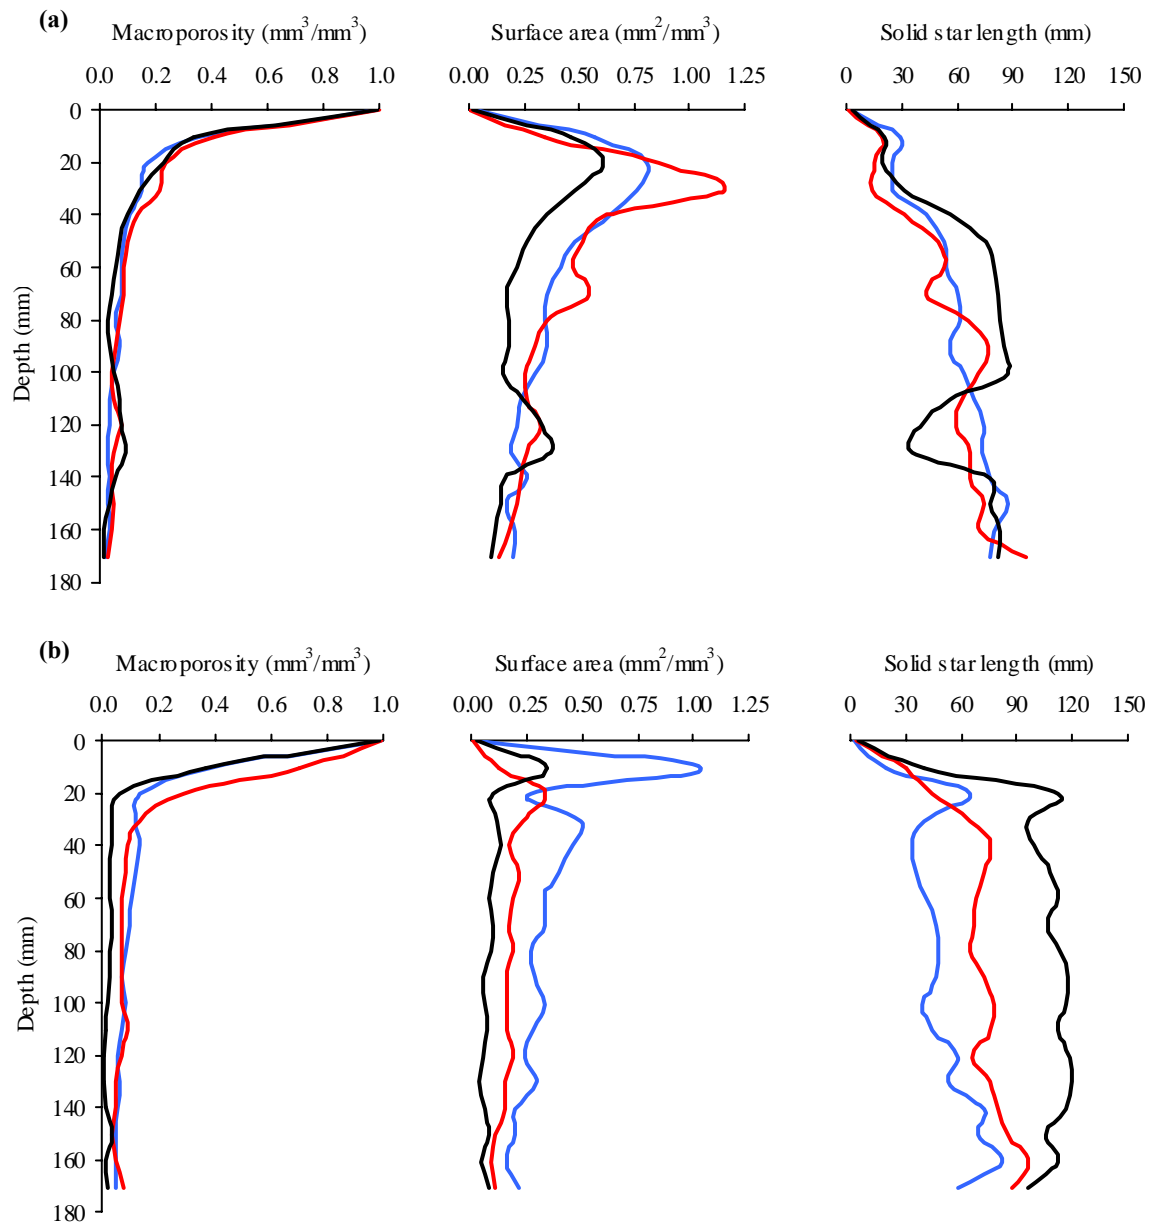 (a)
Macroporosity (mm³/mm³) Surface area (mm²/mm³) Solid star length (mm)
0.0 0.2 0.4 0.6 0.8 1.0 0.00 0.25 0.50 0.75 1.00 1.25 0 30 60 90 120 150
0
20
40
60
80
100
120
140
160
180
Depth (mm)
(b)
Macroporosity (mm³/mm³) Surface area (mm²/mm³) Solid star length (mm)
0.0 0.2 0.4 0.6 0.8 1.0 0.00 0.25 0.50 0.75 1.00 1.25 0 30 60 90 120 150
0
20
40
60
80
100
120
140
160
180
Depth (mm)